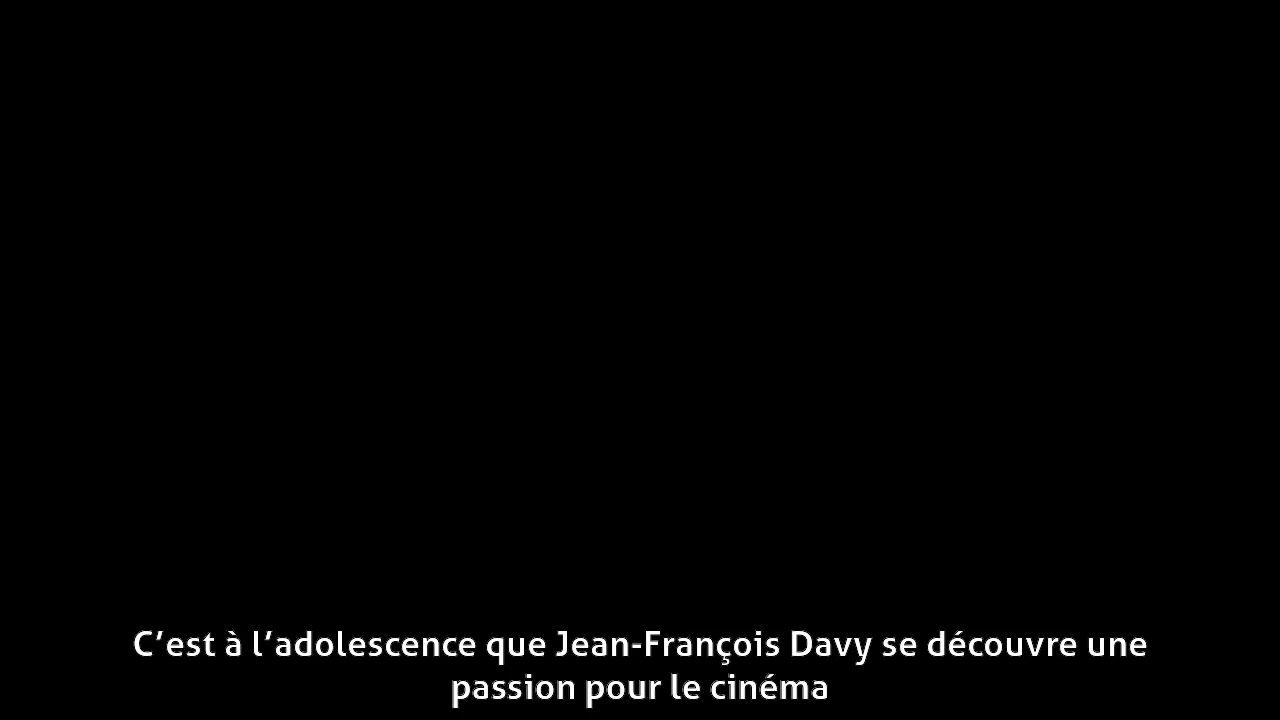 C’est à l’adolescence que Jean-François Davy se découvre une
passion pour le cinéma